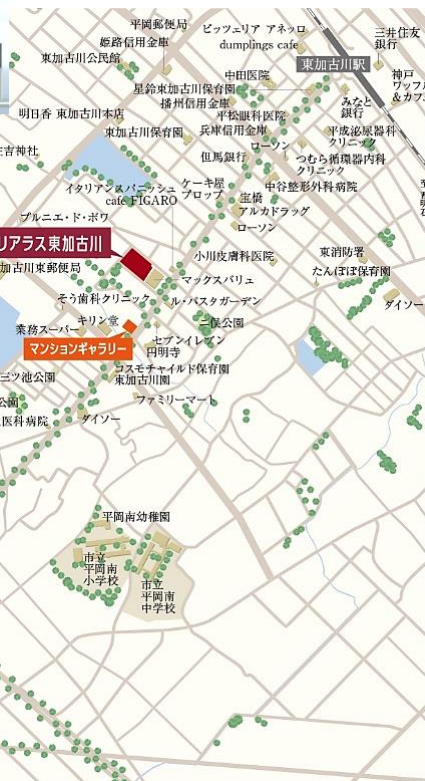 平岡郵便局
ピッツェリア アネッロ
三井住友
銀行
姫路信用金庫
dumplings cafe
東加古川駅
東加古川公民館
中田医院
神戸
ワッフル
&カフェ
星鈴東加古川保育園
播州信用金庫
みなと
銀行
明日香 東加古川本店
平松眼科医院
平成泌尿器科
クリニック
東加古川保育園
兵庫信用金庫
ローソン
住吉神社
但馬銀行
つむら循環器内科
クリニック
イタリアンスパニッシュ
cafe FIGARO
ケーキ屋
ブロップ
中谷整形外科病院
宝橋
アルカドラッグ
ブルニエ・ド・ボワ
ローソン
リアラス東加古川
加古川東郵便局
小川皮膚科医院
東消防署
たんぽぽ保育園
マックスバリュ
そう歯科クリニック
ル・パスタガーデン
ダイソー
キリン堂
二俣公園
業務スーパー
マンションギャラリー
セブンイレブン
円明寺
コスモチャイルド保育園
東加古川園
三ツ池公園
公園
ファミリーマート
医科病院
ダイソー
平岡南幼稚園
市立
平岡南
小学校
市立
平岡南
中学校